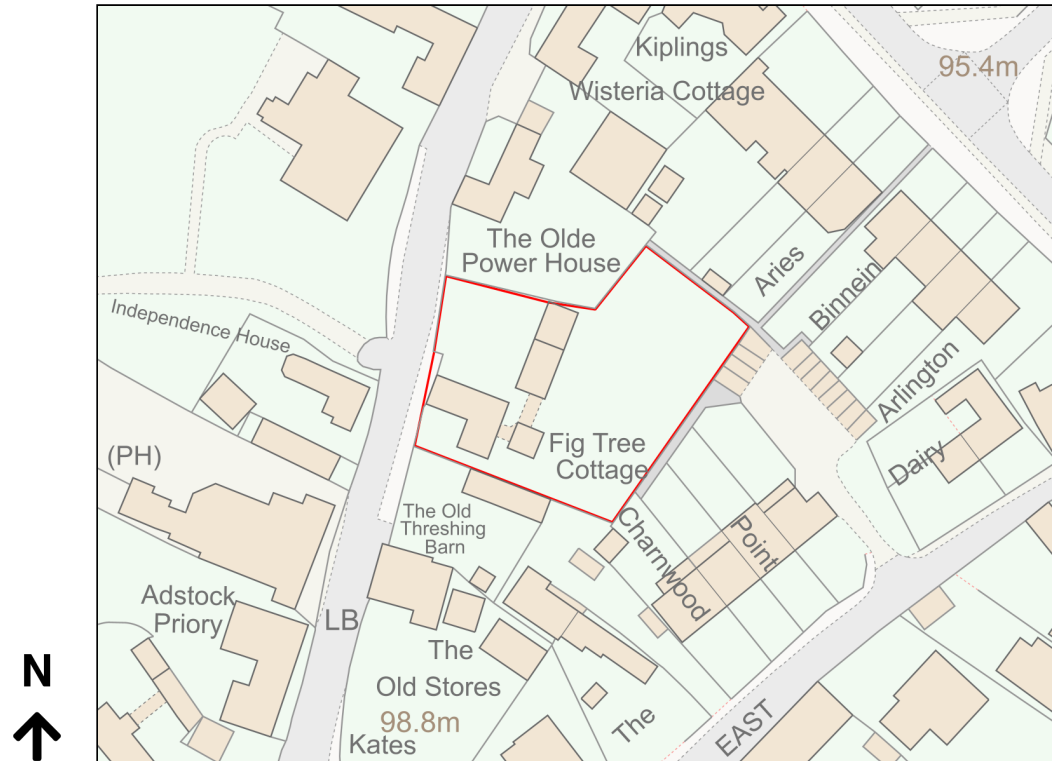 Kiplings
95.4m
Wisteria Cottage
The Olde
Power House
Aries
Binnein
Independence House
Arlington
Fig Tree
Cottage
(PH)
Dairy
The Old
Threshing
Barn
Charnwood
Point
Adstock
Priory
LB
The
Old Stores
98.8m
Kates
The
EAST
N